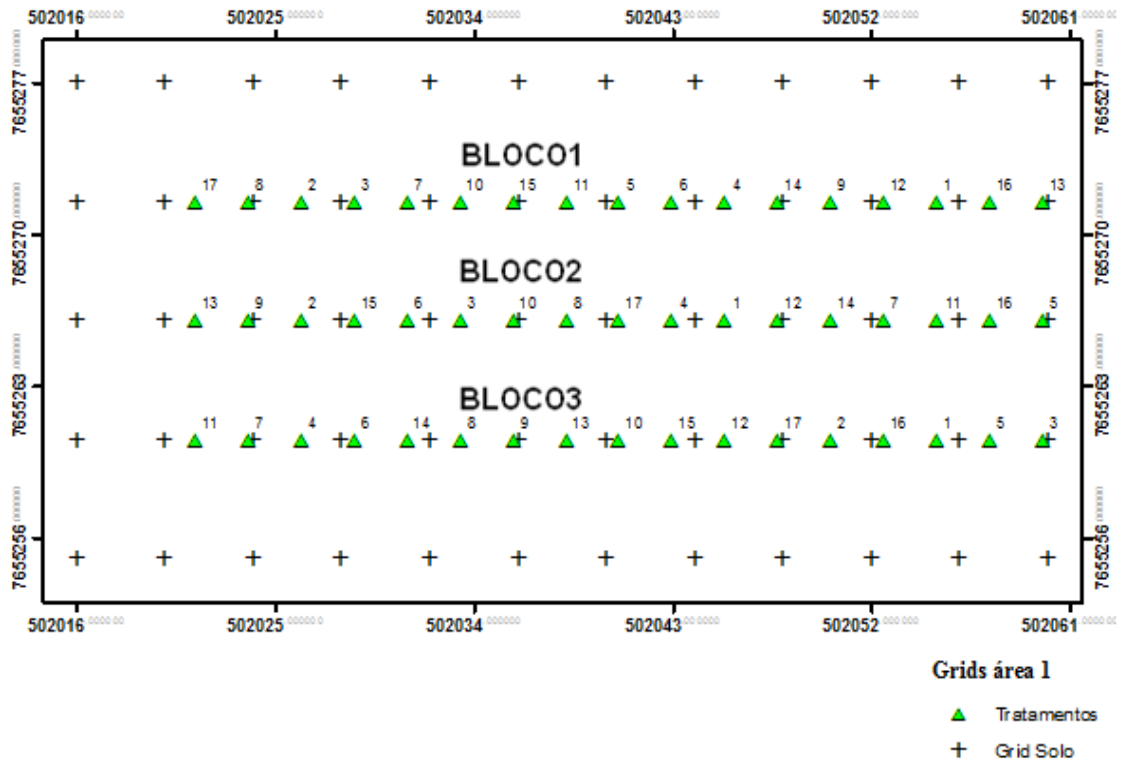 502016 502025 502034 502043 502052 502061
7655277 7655277
BLOCO1
17 8 2 3 7 10 15 11 5 6 4 14 9 12 1 16 13
7655270 7655270
BLOCO2
13 9 2 15 6 3 10 8 17 4 1 12 14 7 11 16 5
7655263 7655263
BLOCO3
11 7 4 6 14 8 9 13 10 15 12 17 2 16 1 5 3
7655256 7655256
502016 502025 502034 502043 502052 502061
Grids área 1
Tratamentos
Grid Solo